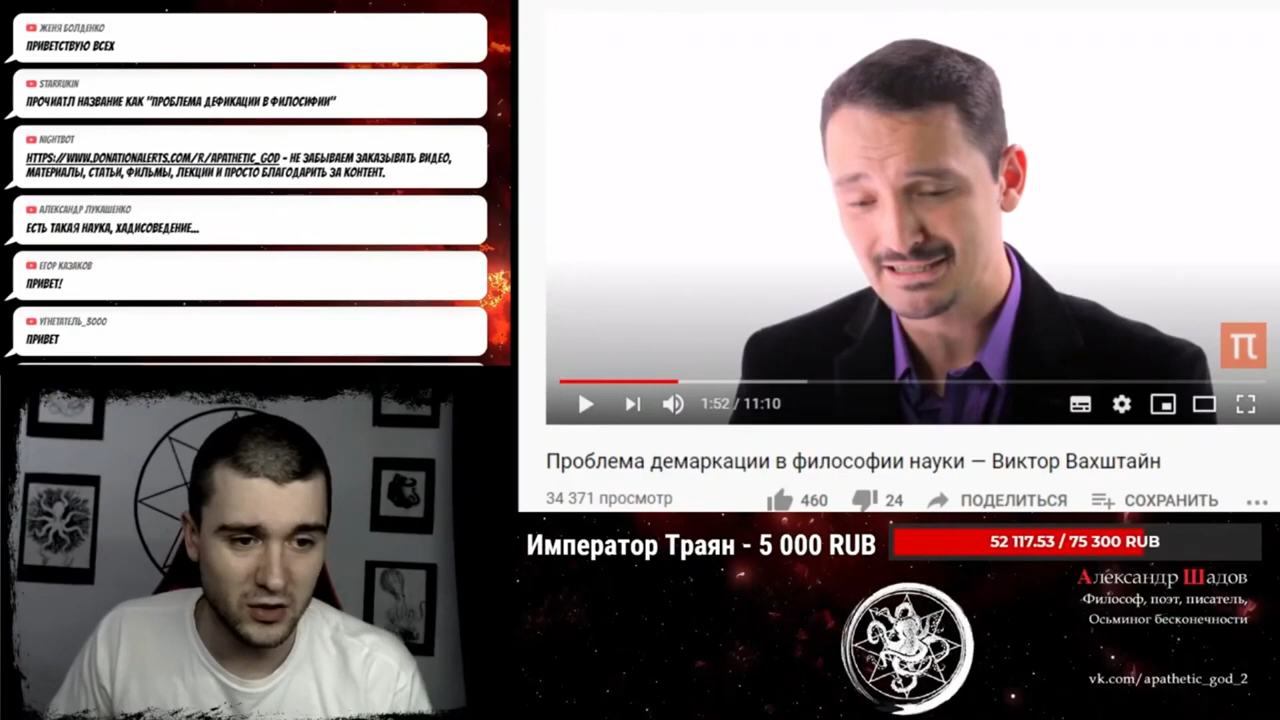 ЖЕНЯ БОЛДЕНКО
ПРИВЕТСТВУЮ ВСЕХ
STARRUKIN
ПРОЧИАТЛ НАЗВАНИЕ КАК "ПРОБЛЕМА ДЕФИКАЦИИ В ФИЛОСИФИИ"
NIGHTBOT
HTTPS://WWW.DONATIONALERTS.COM/R/APATHETIC_GOD - НЕ ЗАБЫВАЕМ ЗАКАЗЫВАТЬ ВИДЕО,
МАТЕРИАЛЫ, СТАТЬИ, ФИЛЬМЫ, ЛЕКЦИИ И ПРОСТО БЛАГОДАРИТЬ ЗА КОНТЕНТ.
АЛЕКСАНДР ЛУКАШЕНКО
ЕСТЬ ТАКАЯ НАУКА, ХАДИСОВЕДЕНИЕ...
ЕГОР КАЗАКОВ
ПРИВЕТ!
УГНЕТАТЕЛЬ_3000
ПРИВЕТ
π
1:52 / 11:10
Проблема демаркации в философии науки — Виктор Вахштайн
34 371 просмотр
460
24
ПОДЕЛИТЬСЯ
СОХРАНИТЬ
Император Траян - 5 000 RUB
52 117.53 / 75 300 RUB
Александр Шадов
Философ, поэт, писатель,
Осьминог бесконечности
vk.com/apathetic_god_2